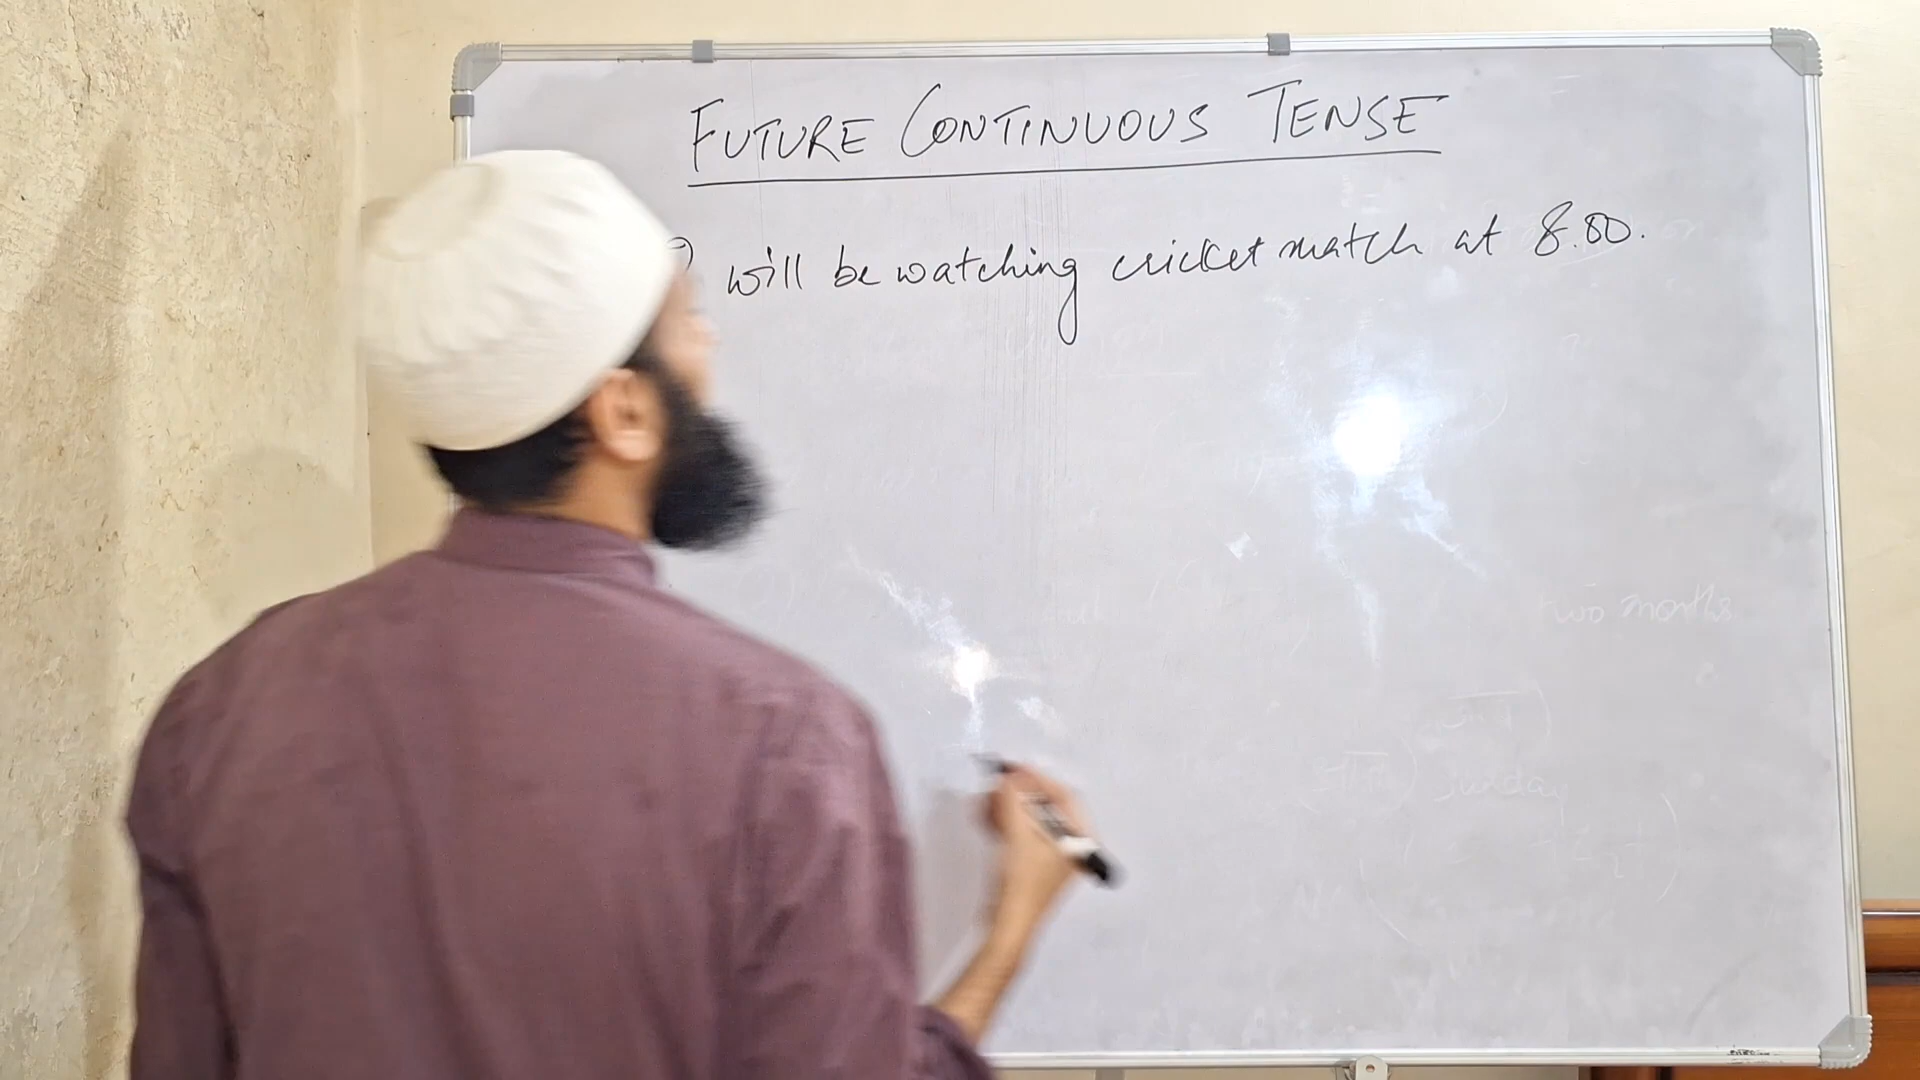 FUTURE CONTINUOUS TENSE
I will be watching cricket match at 8.00.
two months
sunday